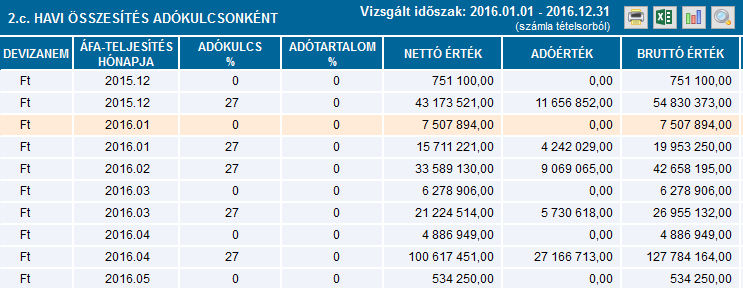 2.c. HAVI ÖSSZESÍTÉS ADÓKULCSONKÉNT Vizsgált időszak: 2016.01.01 - 2016.12.31
(számla tételsorból)
DEVIZANEM ÁFA-TELJESÍTÉS HÓNAPJA ADÓKULCS % ADÓTARTALOM % NETTÓ ÉRTÉK ADÓÉRTÉK BRUTTÓ ÉRTÉK
Ft 2015.12 0 0 751 100,00 0,00 751 100,00
Ft 2015.12 27 0 43 173 521,00 11 656 852,00 54 830 373,00
Ft 2016.01 0 0 7 507 894,00 0,00 7 507 894,00
Ft 2016.01 27 0 15 711 221,00 4 242 029,00 19 953 250,00
Ft 2016.02 27 0 33 589 130,00 9 069 065,00 42 658 195,00
Ft 2016.03 0 0 6 278 906,00 0,00 6 278 906,00
Ft 2016.03 27 0 21 224 514,00 5 730 618,00 26 955 132,00
Ft 2016.04 0 0 4 886 949,00 0,00 4 886 949,00
Ft 2016.04 27 0 100 617 451,00 27 166 713,00 127 784 164,00
Ft 2016.05 0 0 534 250,00 0,00 534 250,00